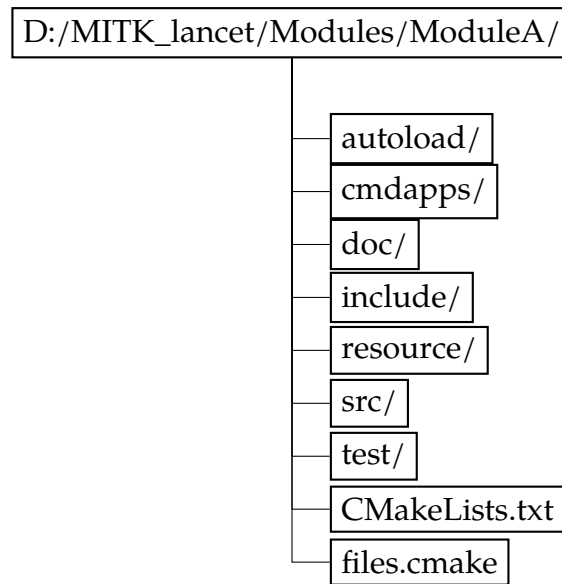 D:/MITK_lancet/Modules/ModuleA/
autoload/
cmdapps/
doc/
include/
resource/
src/
test/
CMakeLists.txt
files.cmake